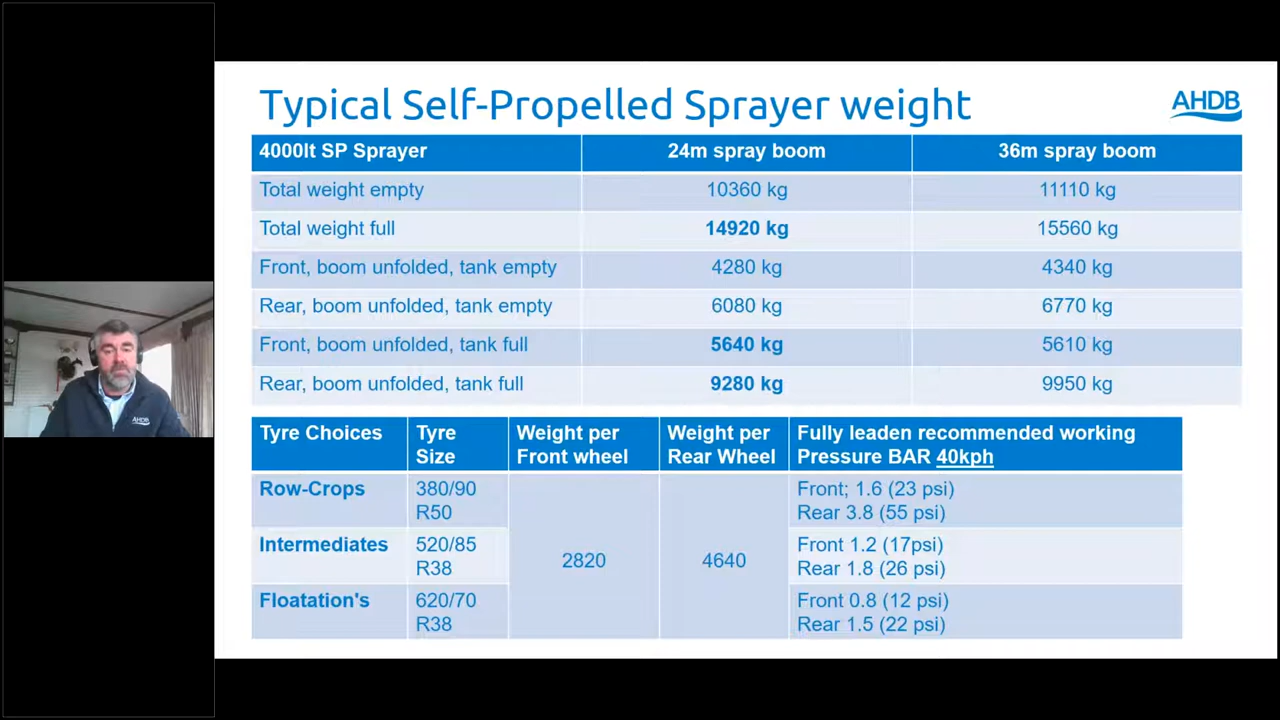 Typical Self-Propelled Sprayer weight
AHDB
4000lt SP Sprayer 24m spray boom 36m spray boom
Total weight empty 10360 kg 11110 kg
Total weight full 14920 kg 15560 kg
Front, boom unfolded, tank empty 4280 kg 4340 kg
Rear, boom unfolded, tank empty 6080 kg 6770 kg
Front, boom unfolded, tank full 5640 kg 5610 kg
Rear, boom unfolded, tank full 9280 kg 9950 kg
Tyre Choices
Tyre
Size
Weight per
Front wheel
Weight per
Rear Wheel
Fully leaden recommended working
Pressure BAR 40kph
Row-Crops
380/90
R50
2820
4640
Front; 1.6 (23 psi)
Rear 3.8 (55 psi)
Intermediates
520/85
R38
Front 1.2 (17psi)
Rear 1.8 (26 psi)
Floatation's
620/70
R38
Front 0.8 (12 psi)
Rear 1.5 (22 psi)
AHDB